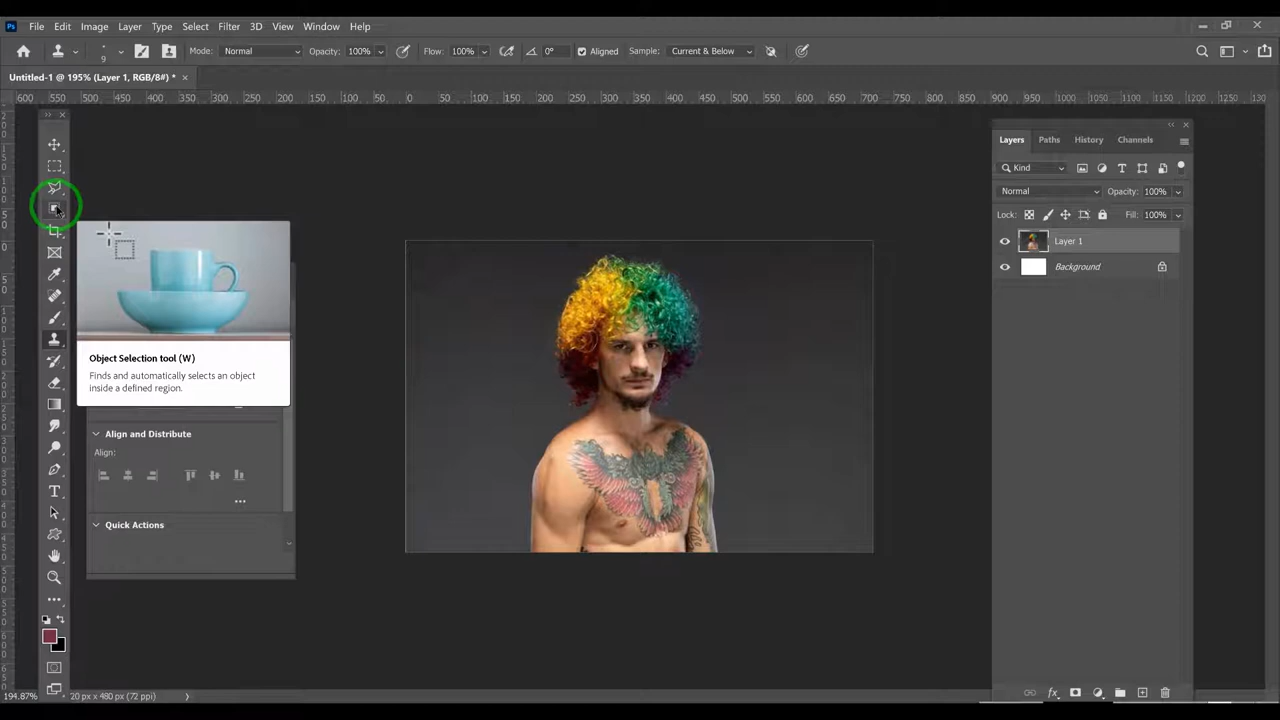 Ps File Edit Image Layer Type Select Filter 3D View Window Help
9 Mode: Normal Opacity: 100% Flow: 100% 0° Aligned Sample: Current & Below
Untitled-1 @ 195% (Layer 1, RGB/8#) * ×
600 550 500 450 400 350 300 250 200 150 100 50 0 50 100 150 200 250 300 350 400 450 500 550 600 650 700 750 800 850 900 950 1000 1050 1100 1150 1200 1250
Layers Paths History Channels
Kind
Normal Opacity: 100%
Lock: Fill: 100%
Layer 1
Background
Object Selection tool (W)
Finds and automatically selects an object
inside a defined region.
Align and Distribute
Align:
Quick Actions
T
194.87% 20 px x 480 px (72 ppi)
fx